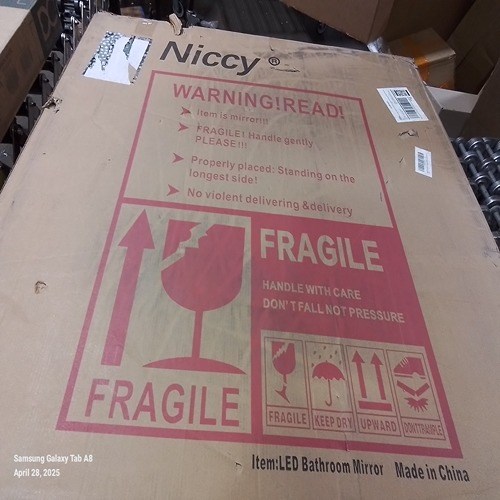 Niccy ®
WARNING!READ!
➤ Item is mirror!!!
➤ FRAGILE! Handle gently
PLEASE!!!
➤ Properly placed: Standing on the
longest side!
➤ No violent delivering &delivery
FRAGILE
HANDLE WITH CARE
DON'T FALL NOT PRESSURE
FRAGILE
FRAGILE KEEP DRY UPWARD DON'T TRAMPLE
Item:LED Bathroom Mirror Made in China
Samsung Galaxy Tab A8
April 28, 2025